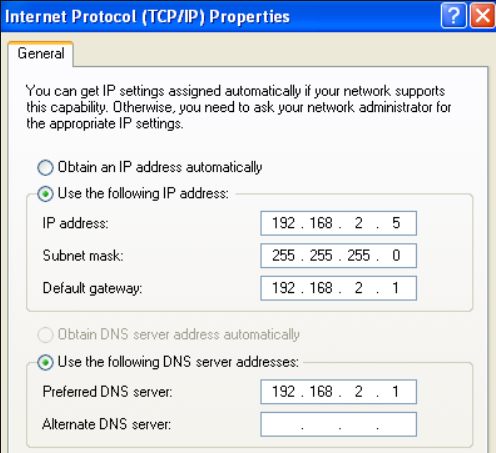 Internet Protocol (TCP/IP) Properties
General
You can get IP settings assigned automatically if your network supports
this capability. Otherwise, you need to ask your network administrator for
the appropriate IP settings.
Obtain an IP address automatically
Use the following IP address:
IP address: 192 . 168 . 2 . 5
Subnet mask: 255 . 255 . 255 . 0
Default gateway: 192 . 168 . 2 . 1
Obtain DNS server address automatically
Use the following DNS server addresses:
Preferred DNS server: 192 . 168 . 2 . 1
Alternate DNS server: . . .